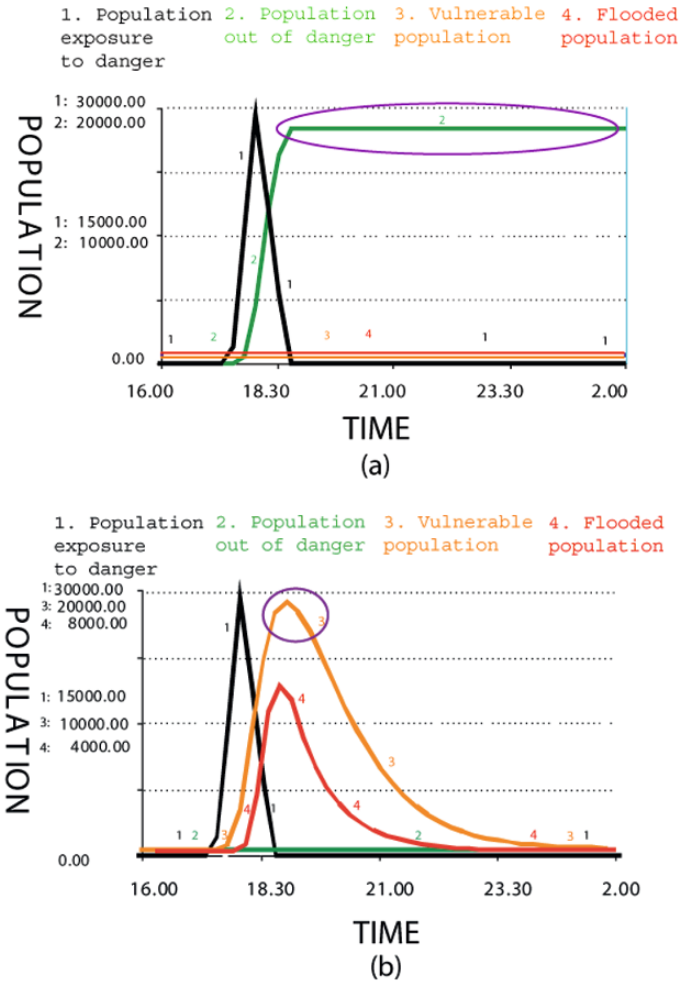 1. Population exposure to danger
2. Population out of danger
3. Vulnerable population
4. Flooded population
POPULATION
1: 30000.00
2: 20000.00
1: 15000.00
2: 10000.00
0.00
2
1
2
1
1
2
3
4
1
1
16.00 18.30 21.00 23.30 2.00
TIME
(a)
1. Population exposure to danger
2. Population out of danger
3. Vulnerable population
4. Flooded population
POPULATION
1: 30000.00
3: 20000.00
4: 8000.00
1: 15000.00
3: 10000.00
4: 4000.00
0.00
1
3
4
3
4
4
1
1
2
3
2
4
3
1
16.00 18.30 21.00 23.30 2.00
TIME
(b)